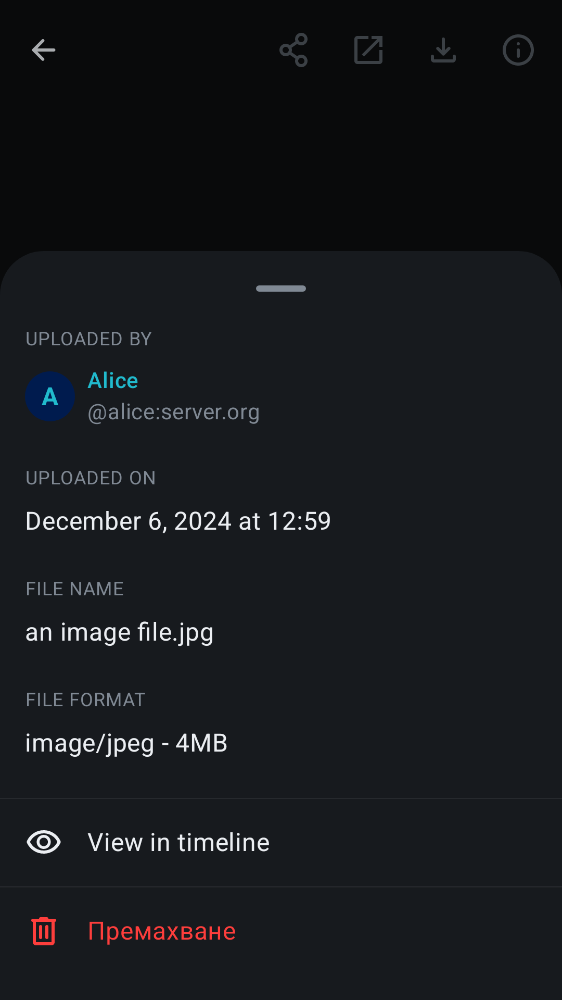 UPLOADED BY
A
Alice
@alice:server.org
UPLOADED ON
December 6, 2024 at 12:59
FILE NAME
an image file.jpg
FILE FORMAT
image/jpeg - 4MB
View in timeline
Премахване